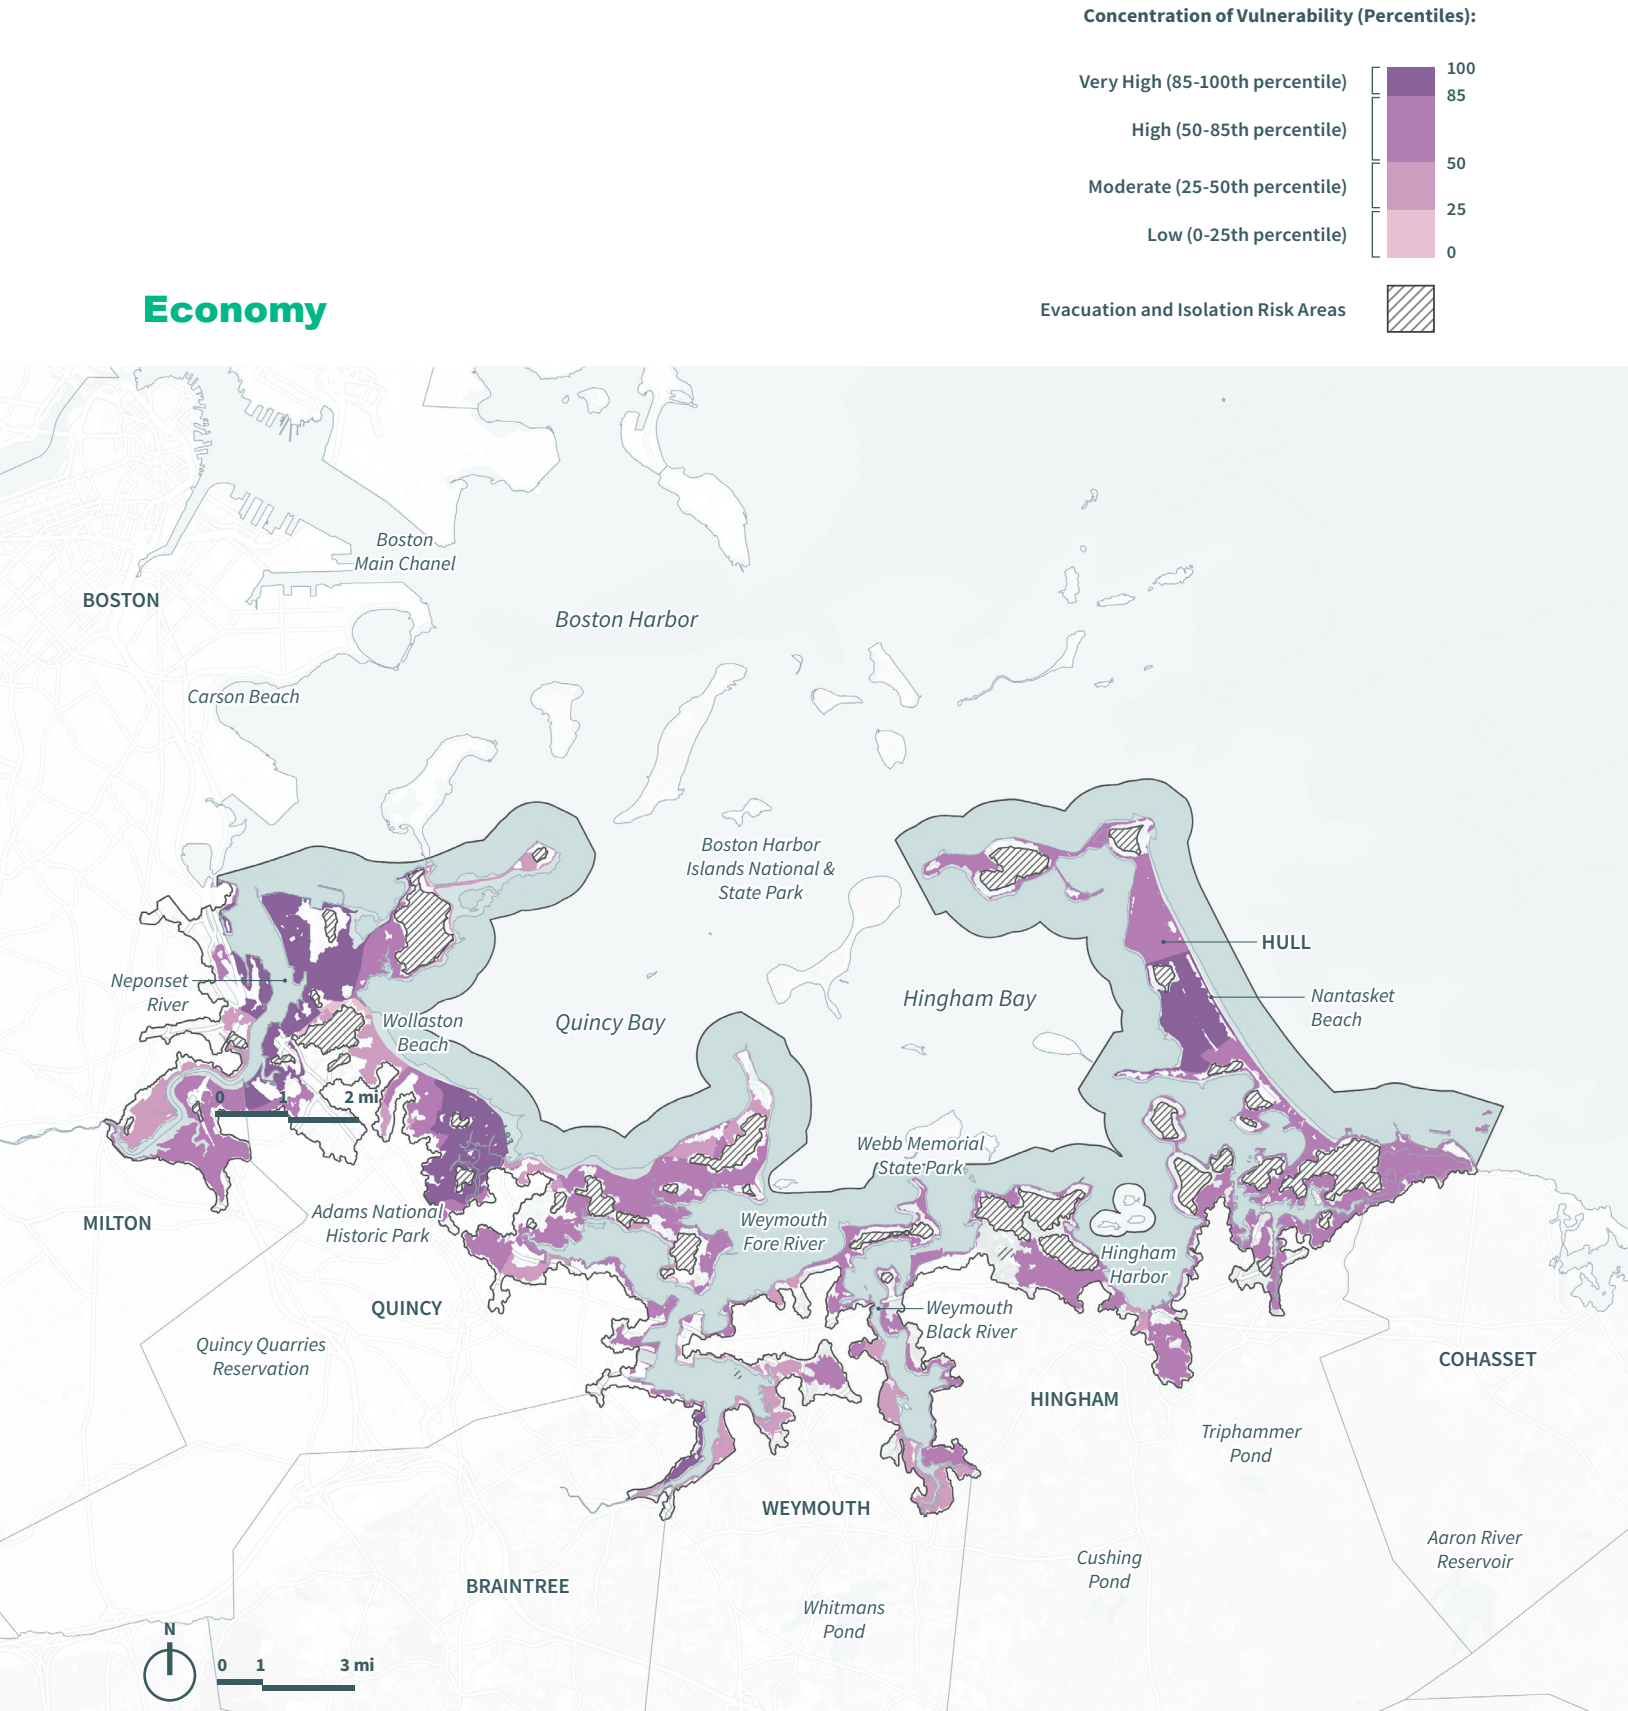 Concentration of Vulnerability (Percentiles):
100
Very High (85-100th percentile)
85
High (50-85th percentile)
50
Moderate (25-50th percentile)
25
Low (0-25th percentile)
0
Economy
Evacuation and Isolation Risk Areas
Boston
Main Chanel
BOSTON
Boston Harbor
Carson Beach
Boston Harbor
Islands National &
State Park
HULL
Neponset
River
Nantasket
Beach
Hingham Bay
Quincy Bay
Wollaston
Beach
0 1 2 mi
Webb Memorial
State Park
MILTON
Adams National
Historic Park
Weymouth
Fore River
Hingham
Harbor
QUINCY
Weymouth
Black River
Quincy Quarries
Reservation
COHASSET
HINGHAM
Triphammer
Pond
WEYMOUTH
Aaron River
Reservoir
Cushing
Pond
BRAINTREE
Whitmans
Pond
N
0 1 3 mi